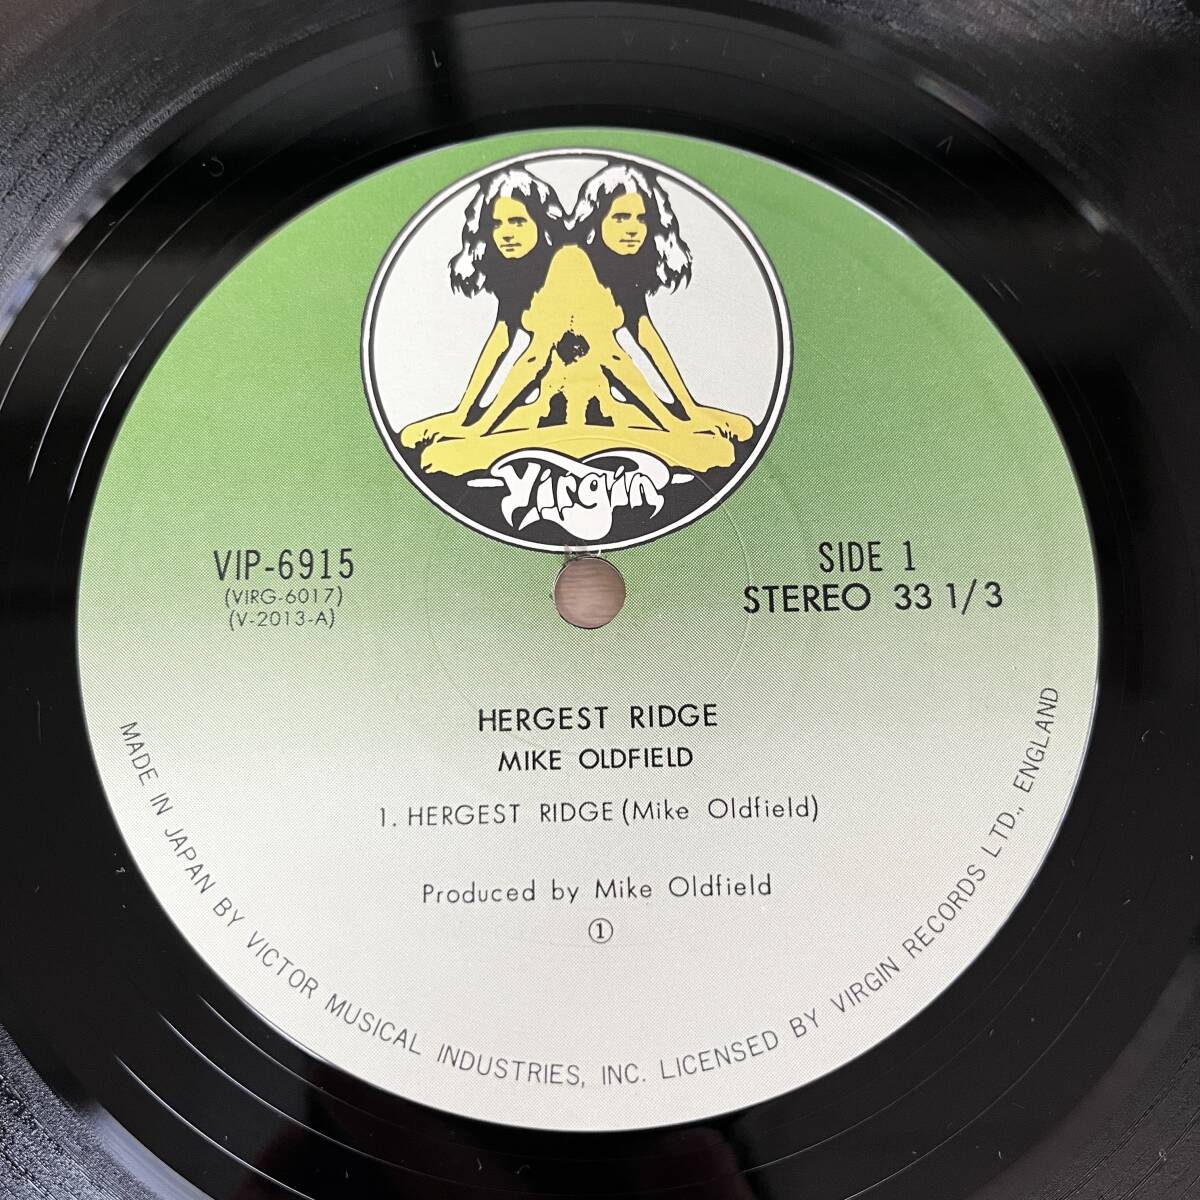 Virgin
VIP-6915
(VIRG-6017)
(V-2013-A)
SIDE 1
STEREO 33 1/3
HERGEST RIDGE
MIKE OLDFIELD
1. HERGEST RIDGE (Mike Oldfield)
Produced by Mike Oldfield
①
MADE IN JAPAN BY VICTOR MUSICAL INDUSTRIES, INC. LICENSED BY VIRGIN RECORDS LTD., ENGLAND